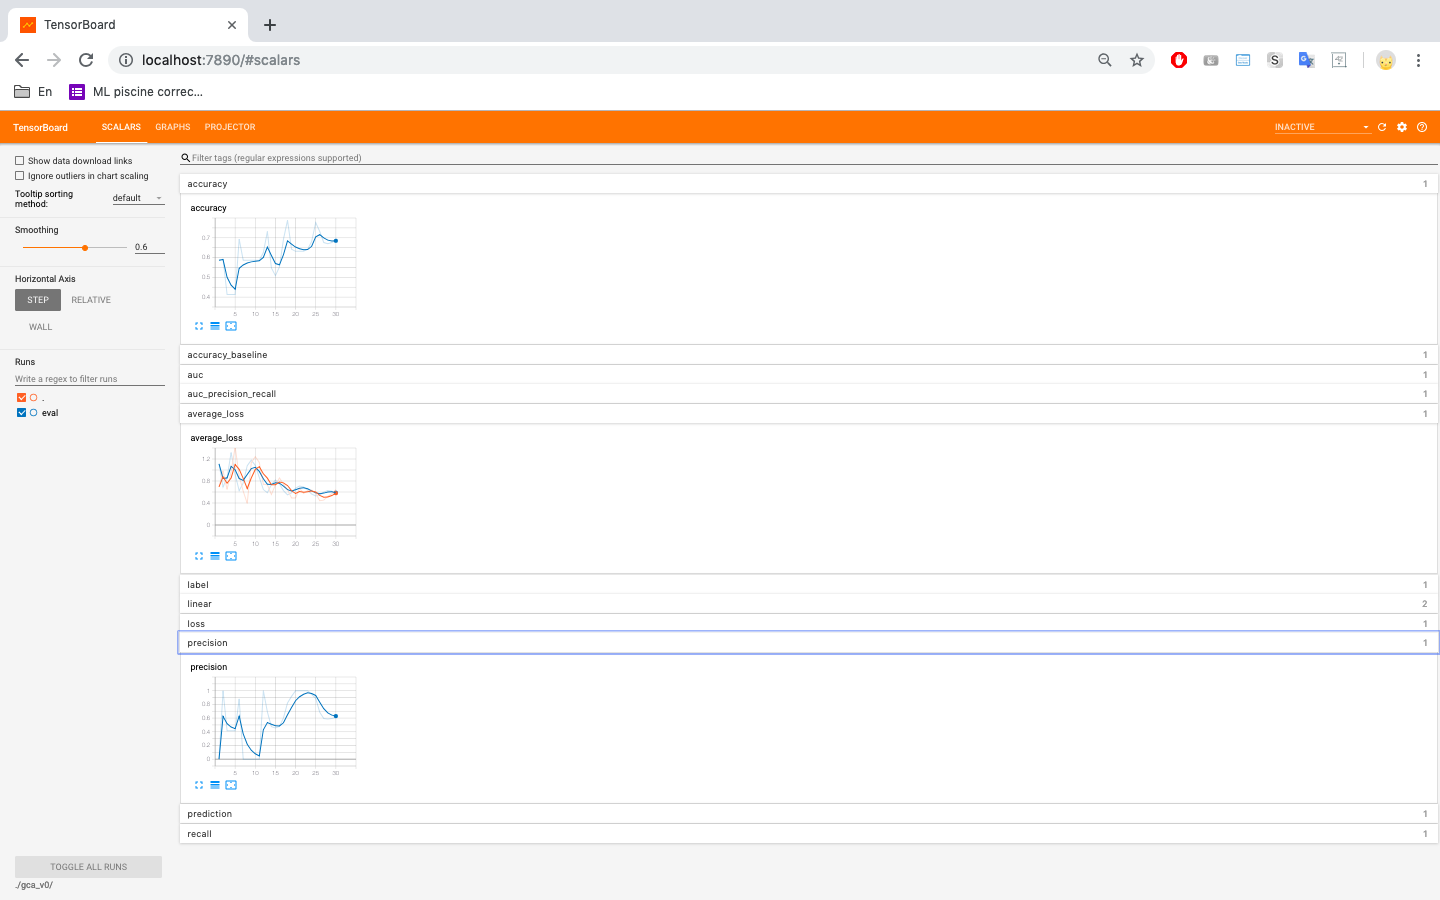 TensorBoard
localhost:7890/#scalars
En
ML piscine correc...
TensorBoard
SCALARS
GRAPHS
PROJECTOR
INACTIVE
Show data download links
Ignore outliers in chart scaling
Tooltip sorting
method:
default
Smoothing
0.6
Horizontal Axis
STEP
RELATIVE
WALL
Runs
Write a regex to filter runs
.
eval
TOGGLE ALL RUNS
./gca_v0/
Filter tags (regular expressions supported)
accuracy 1
accuracy
0.7
0.6
0.5
0.4
5 10 15 20 25 30
accuracy_baseline 1
auc 1
auc_precision_recall 1
average_loss 1
average_loss
1.2
0.8
0.4
0
5 10 15 20 25 30
label 1
linear 2
loss 1
precision 1
precision
1
0.8
0.6
0.4
0.2
0
5 10 15 20 25 30
prediction 1
recall 1